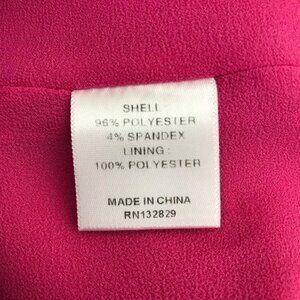 SHELL
96% POLYESTER
4% SPANDEX
LINING:
100% POLYESTER
MADE IN CHINA
RN132829